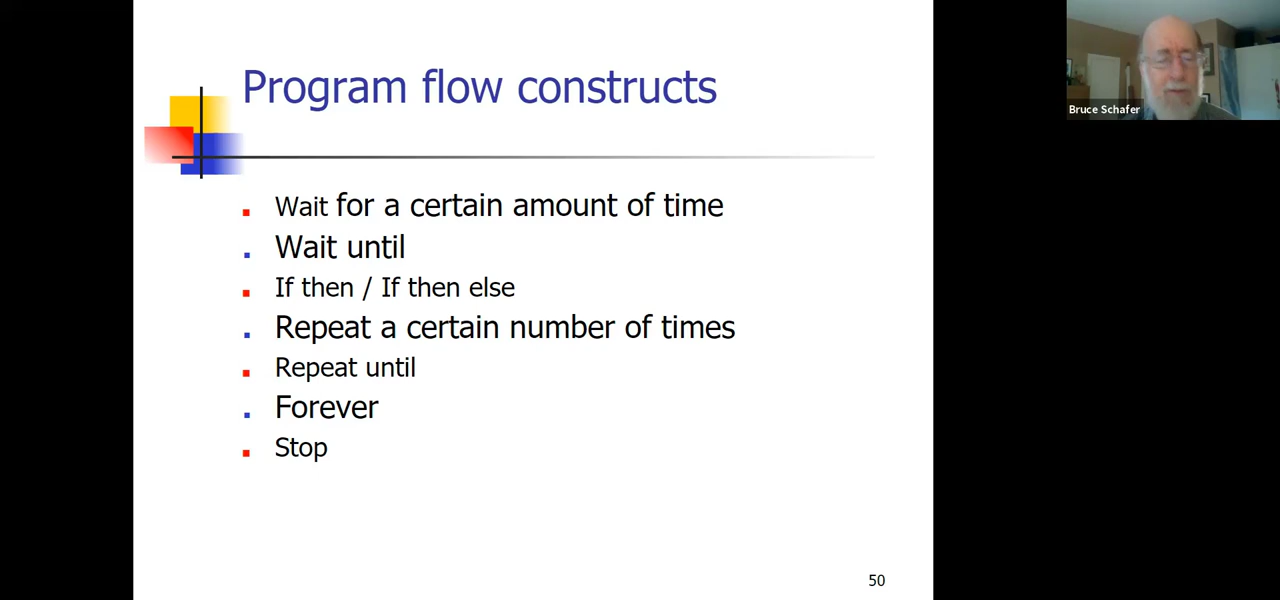 Program flow constructs
Bruce Schafer
Wait for a certain amount of time
Wait until
If then / If then else
Repeat a certain number of times
Repeat until
Forever
Stop
50